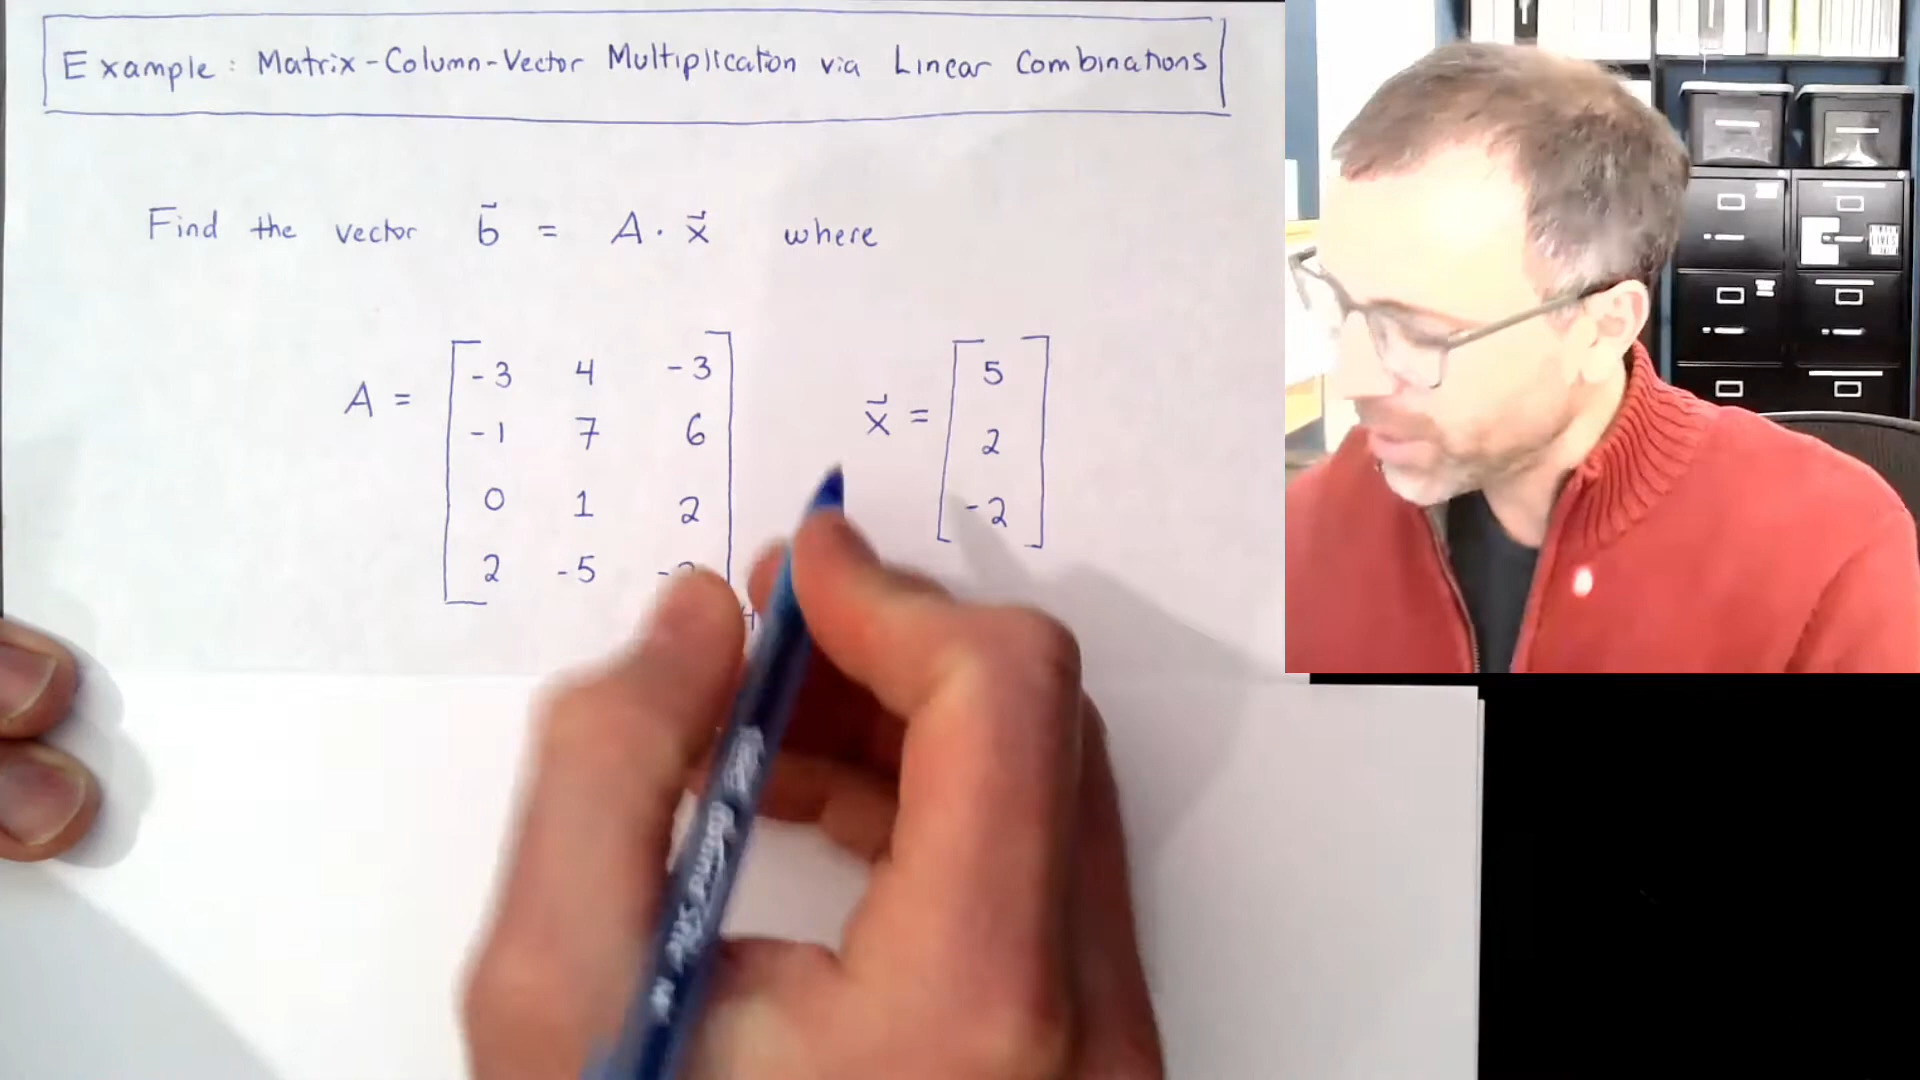 Example: Matrix-Column-Vector Multiplication via Linear Combinations
Find the vector b⃗ = A · x⃗ where
A = [ -3 4 -3
-1 7 6
0 1 2
2 -5 - ]
x⃗ = [ 5
2
-2 ]